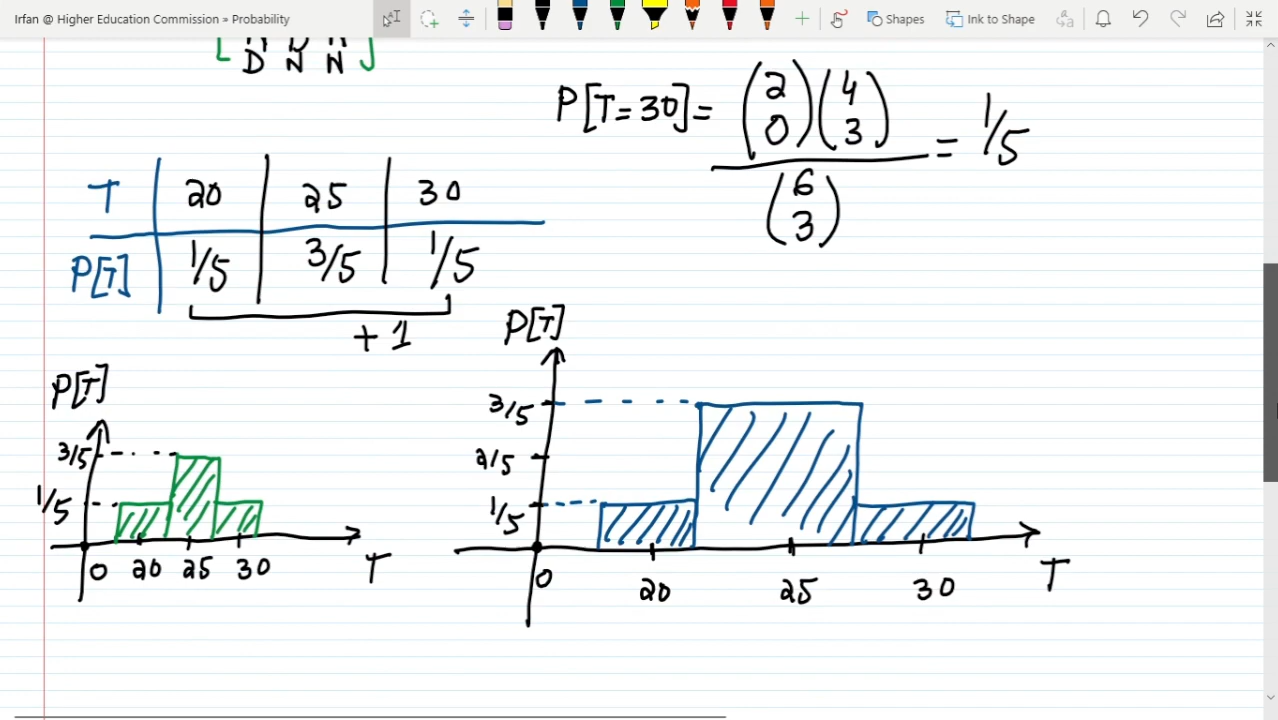 Irfan @ Higher Education Commission » Probability
Shapes
Ink to Shape
D N N
P[T=30] = (2 0)(4 3) / (6 3) = 1/5
T 20 25 30
P[T] 1/5 3/5 1/5
+ 1
P[T]
3/5
1/5
0 20 25 30 T
P[T]
3/5
2/5
1/5
0 20 25 30 T